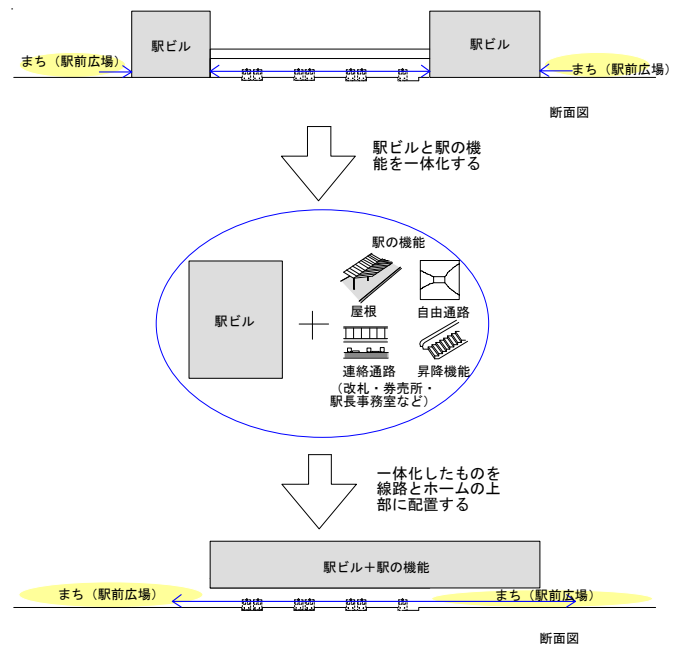 駅ビル
駅ビル
まち（駅前広場）
まち（駅前広場）
断面図
駅ビルと駅の機
能を一体化する
駅の機能
駅ビル
屋根
自由通路
連絡通路
昇降機能
（改札・券売所・
駅長事務室など）
一体化したものを
線路とホームの上
部に配置する
駅ビル＋駅の機能
まち（駅前広場）
まち（駅前広場）
断面図